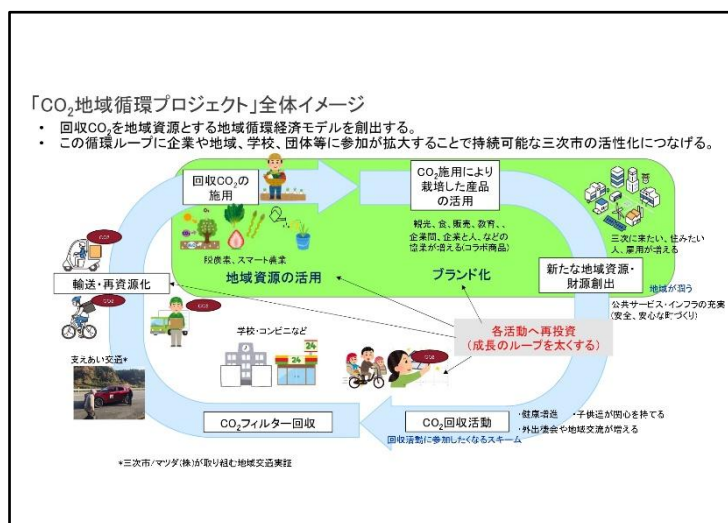 「CO₂地域循環プロジェクト」全体イメージ
• 回収CO₂を地域資源とする地域循環経済モデルを創出する。
• この循環ループに企業や地域、学校、団体等に参加が拡大することで持続可能な三次市の活性化につなげる。
回収CO₂の
施用
CO₂施用により
栽培した産品
の活用
観光、食、販売、教育、、
企業間、企業と人、などの
協業が増える(コラボ商品)
三次に来たい、住みたい
人、雇用が増える
脱炭素、スマート農業
地域資源の活用
ブランド化
輸送・再資源化
新たな地域資源・
財源創出
地域が潤う
公共サービス・インフラの充実
(安全、安心な町づくり)
各活動へ再投資
(成長のループを太くする)
学校・コンビニなど
24
24
支えあい交通*
CO₂フィルター回収
CO₂回収活動
・健康増進 ・子供達が関心を持てる
・外出機会や地域交流が増える
回収活動に参加したくなるスキーム
*三次市/マツダ(株)が取り組む地域交通実証